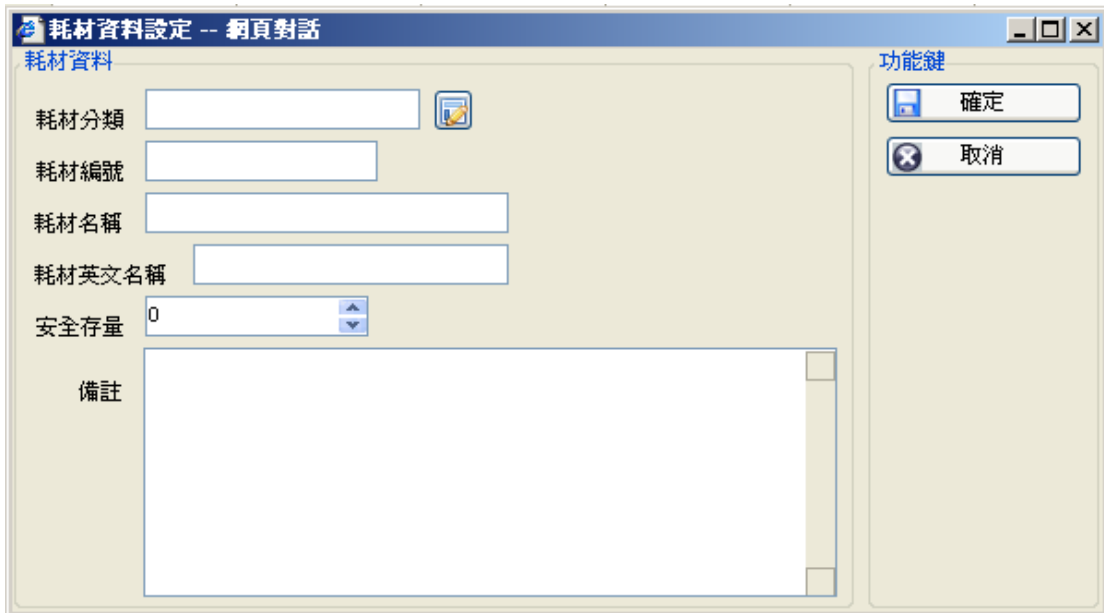 耗材資料設定 -- 網頁對話
耗材資料
耗材分類
耗材編號
耗材名稱
耗材英文名稱
安全存量 0
備註
功能鍵
確定
取消